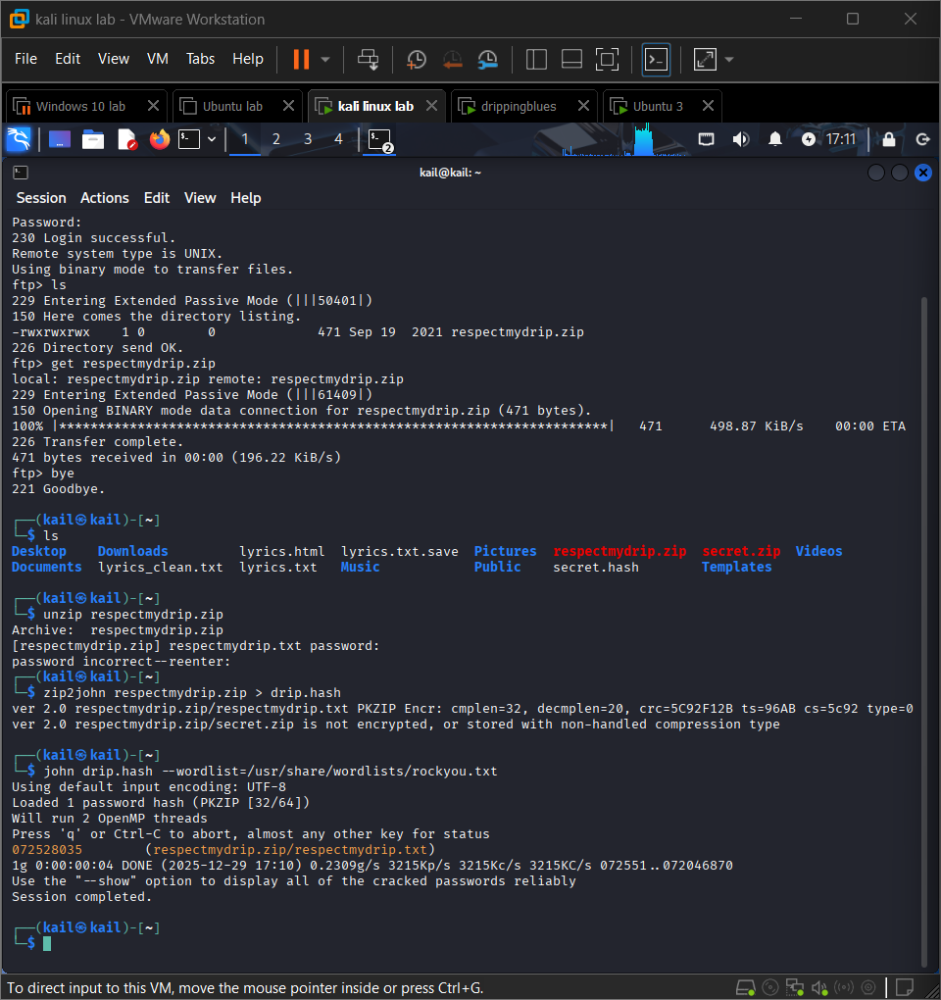 kali linux lab - VMware Workstation
File Edit View VM Tabs Help
Windows 10 lab Ubuntu lab kali linux lab drippingblues Ubuntu 3
1 2 3 4 2 17:11
kail@kail: ~
Session Actions Edit View Help
Password:
230 Login successful.
Remote system type is UNIX.
Using binary mode to transfer files.
ftp> ls
229 Entering Extended Passive Mode (|||50401|)
150 Here comes the directory listing.
-rwxrwxrwx    1 0        0             471 Sep 19  2021 respectmydrip.zip
226 Directory send OK.
ftp> get respectmydrip.zip
local: respectmydrip.zip remote: respectmydrip.zip
229 Entering Extended Passive Mode (|||61409|)
150 Opening BINARY mode data connection for respectmydrip.zip (471 bytes).
100% |**********************************************************************|   471      498.87 KiB/s    00:00 ETA
226 Transfer complete.
471 bytes received in 00:00 (196.22 KiB/s)
ftp> bye
221 Goodbye.
┌──(kail㉿kail)-[~]
└─$ ls
Desktop    Downloads         lyrics.html  lyrics.txt.save  Pictures  respectmydrip.zip  secret.zip  Videos
Documents  lyrics_clean.txt  lyrics.txt   Music            Public    secret.hash        Templates
┌──(kail㉿kail)-[~]
└─$ unzip respectmydrip.zip
Archive:  respectmydrip.zip
[respectmydrip.zip] respectmydrip.txt password:
password incorrect--reenter:
┌──(kail㉿kail)-[~]
└─$ zip2john respectmydrip.zip > drip.hash
ver 2.0 respectmydrip.zip/respectmydrip.txt PKZIP Encr: cmplen=32, decmplen=20, crc=5C92F12B ts=96AB cs=5c92 type=0
ver 2.0 respectmydrip.zip/secret.zip is not encrypted, or stored with non-handled compression type
┌──(kail㉿kail)-[~]
└─$ john drip.hash --wordlist=/usr/share/wordlists/rockyou.txt
Using default input encoding: UTF-8
Loaded 1 password hash (PKZIP [32/64])
Will run 2 OpenMP threads
Press 'q' or Ctrl-C to abort, almost any other key for status
072528035        (respectmydrip.zip/respectmydrip.txt)
1g 0:00:00:04 DONE (2025-12-29 17:10) 0.2309g/s 3215Kp/s 3215Kc/s 3215KC/s 072551..072046870
Use the "--show" option to display all of the cracked passwords reliably
Session completed.
┌──(kail㉿kail)-[~]
└─$
To direct input to this VM, move the mouse pointer inside or press Ctrl+G.